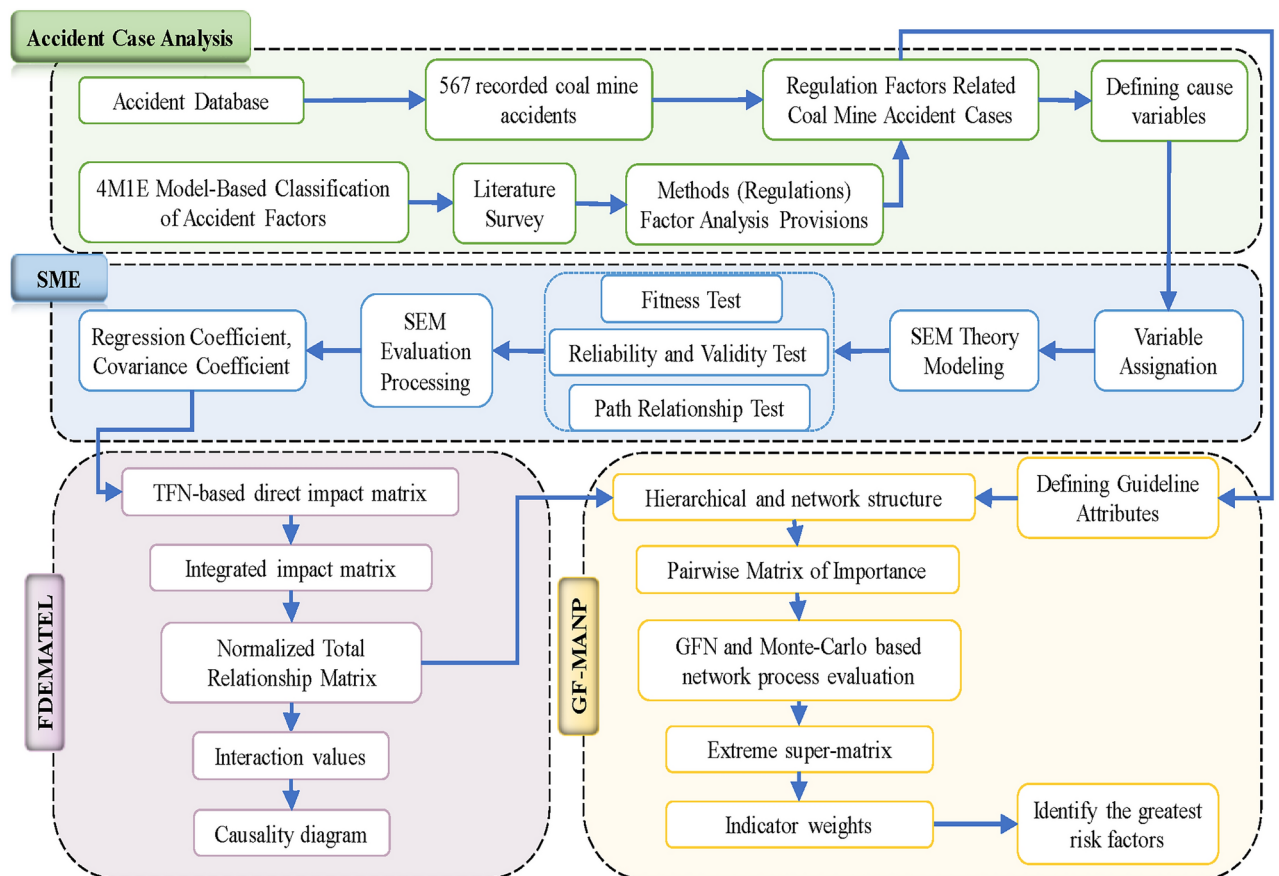 Accident Case Analysis
Accident Database
567 recorded coal mine
accidents
Regulation Factors Related
Coal Mine Accident Cases
Defining cause
variables
4M1E Model-Based Classification
of Accident Factors
Literature
Survey
Methods (Regulations)
Factor Analysis Provisions
SME
Regression Coefficient,
Covariance Coefficient
SEM
Evaluation
Processing
Fitness Test
Reliability and Validity Test
Path Relationship Test
SEM Theory
Modeling
Variable
Assignation
FDEMATEL
TFN-based direct impact matrix
Integrated impact matrix
Normalized Total
Relationship Matrix
Interaction values
Causality diagram
GF-MANP
Hierarchical and network structure
Defining Guideline
Attributes
Pairwise Matrix of Importance
GFN and Monte-Carlo based
network process evaluation
Extreme super-matrix
Indicator weights
Identify the greatest
risk factors